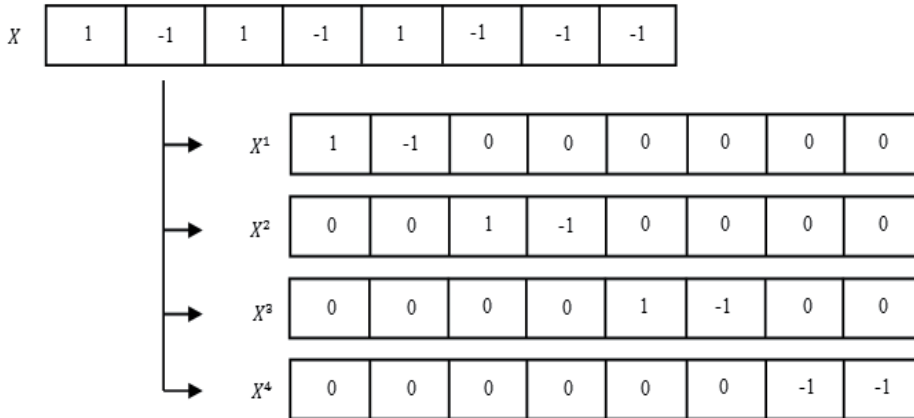 X 1 -1 1 -1 1 -1 -1 -1
X¹ 1 -1 0 0 0 0 0 0
X² 0 0 1 -1 0 0 0 0
X³ 0 0 0 0 1 -1 0 0
X⁴ 0 0 0 0 0 0 -1 -1